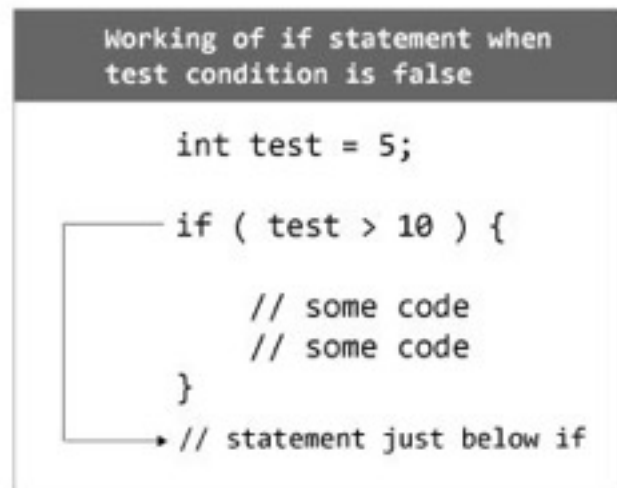 Working of if statement when
test condition is false
int test = 5;
if ( test > 10 ) {
// some code
// some code
}
// statement just below if